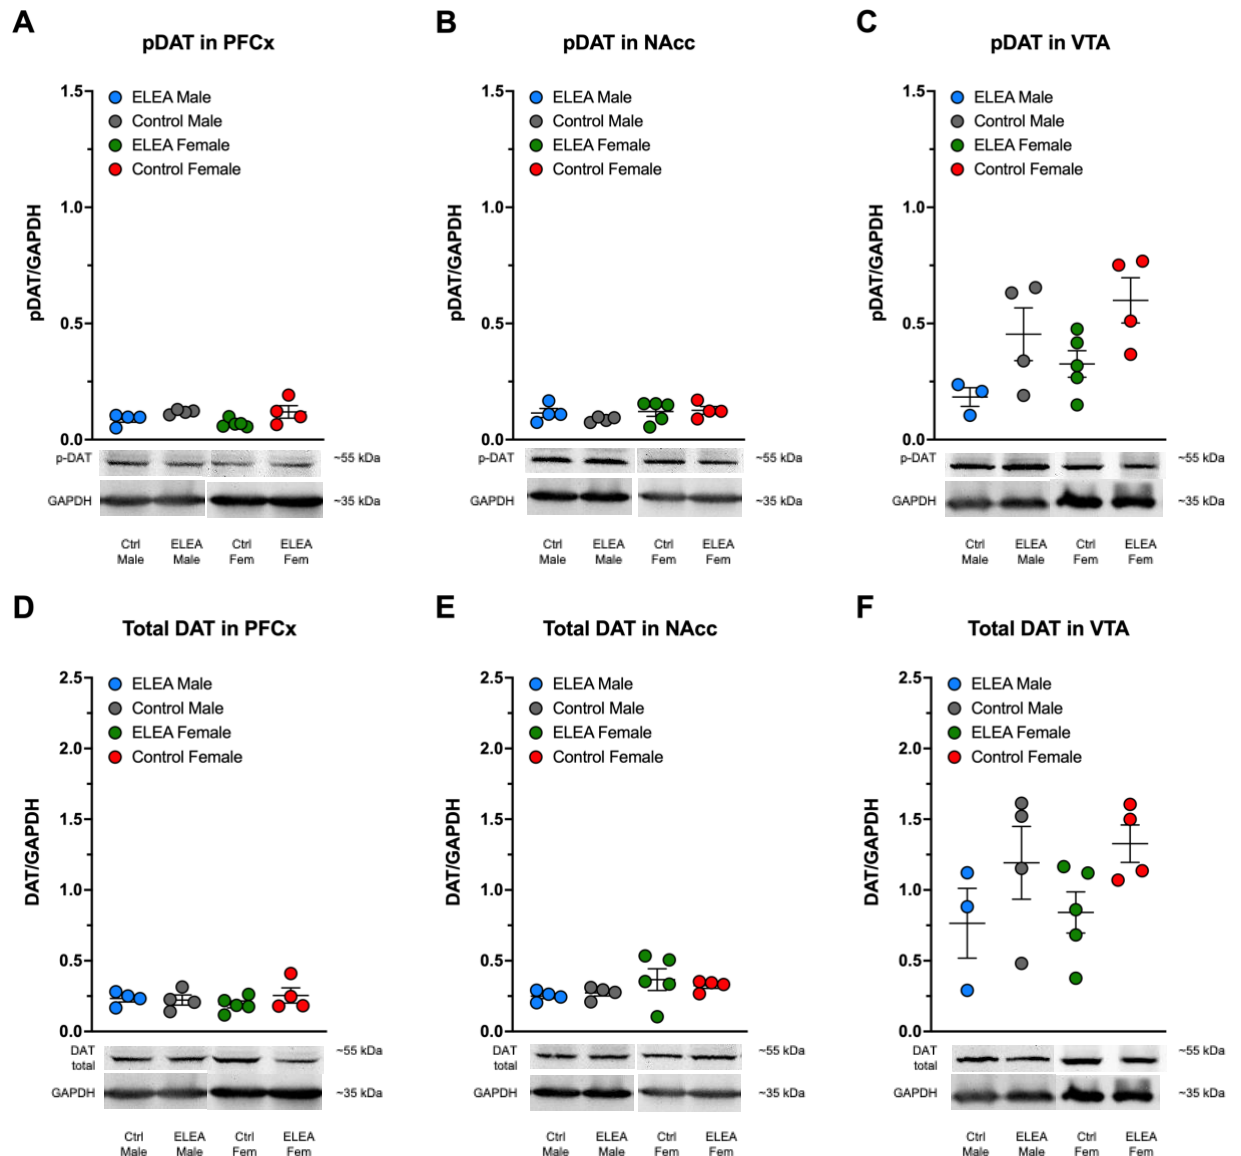 A
pDAT in PFCx
1.5
1.0
0.5
0.0
pDAT/GAPDH
ELEA Male
Control Male
ELEA Female
Control Female
p-DAT
~55 kDa
GAPDH
~35 kDa
Ctrl ELEA Ctrl ELEA
Male Male Fem Fem
B
pDAT in NAcc
1.5
1.0
0.5
0.0
pDAT/GAPDH
ELEA Male
Control Male
ELEA Female
Control Female
p-DAT
~55 kDa
GAPDH
~35 kDa
Ctrl ELEA Ctrl ELEA
Male Male Fem Fem
C
pDAT in VTA
1.5
1.0
0.5
0.0
pDAT/GAPDH
ELEA Male
Control Male
ELEA Female
Control Female
p-DAT
~55 kDa
GAPDH
~35 kDa
Ctrl ELEA Ctrl ELEA
Male Male Fem Fem
D
Total DAT in PFCx
2.5
2.0
1.5
1.0
0.5
0.0
DAT/GAPDH
ELEA Male
Control Male
ELEA Female
Control Female
DAT
total
~55 kDa
GAPDH
~35 kDa
Ctrl ELEA Ctrl ELEA
Male Male Fem Fem
E
Total DAT in NAcc
2.5
2.0
1.5
1.0
0.5
0.0
DAT/GAPDH
ELEA Male
Control Male
ELEA Female
Control Female
DAT
total
~55 kDa
GAPDH
~35 kDa
Ctrl ELEA Ctrl ELEA
Male Male Fem Fem
F
Total DAT in VTA
2.5
2.0
1.5
1.0
0.5
0.0
DAT/GAPDH
ELEA Male
Control Male
ELEA Female
Control Female
DAT
total
~55 kDa
GAPDH
~35 kDa
Ctrl ELEA Ctrl ELEA
Male Male Fem Fem